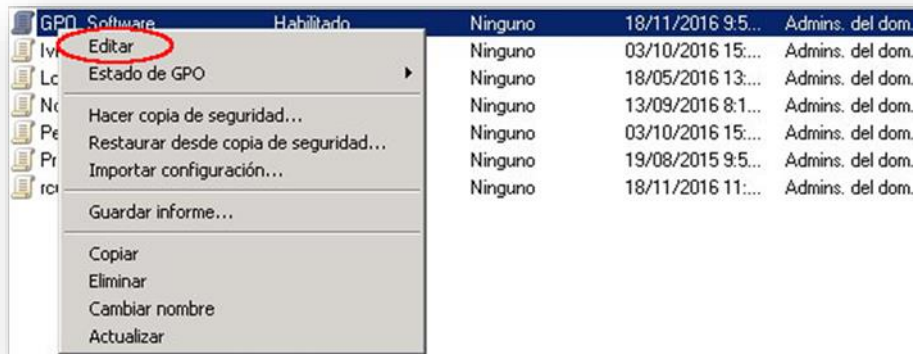 GPO_Software Habilitado Ninguno 18/11/2016 9:5... Admins. del dom.
Editar Ninguno 03/10/2016 15:... Admins. del dom.
Estado de GPO Ninguno 18/05/2016 13:... Admins. del dom.
Ninguno 13/09/2016 8:1... Admins. del dom.
Hacer copia de seguridad... Ninguno 03/10/2016 15:... Admins. del dom.
Restaurar desde copia de seguridad... Ninguno 19/08/2015 9:5... Admins. del dom.
Importar configuración... Ninguno 18/11/2016 11:... Admins. del dom.
Guardar informe...
Copiar
Eliminar
Cambiar nombre
Actualizar